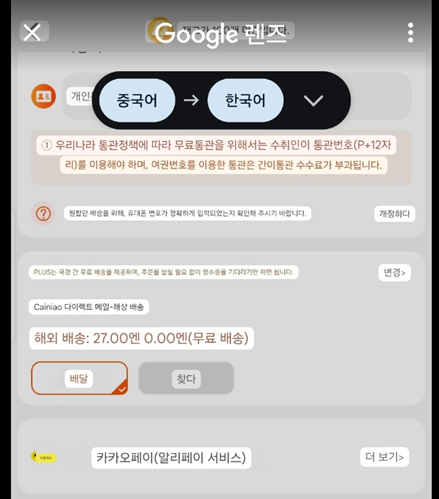 Google 렌즈
중국어 → 한국어
개인
① 우리나라 통관정책에 따라 무료통관을 위해서는 수취인이 통관번호(P+12자
리)를 이용해야 하며, 여권번호를 이용한 통관은 간이통관 수수료가 부과됩니다.
원활한 배송을 위해, 휴대폰 번호가 정확하게 입력되었는지 확인해 주시기 바랍니다.
개정하다
PLUS는 국경 간 무료 배송을 제공하며, 주문을 합칠 필요 없이 영수증을 기다리기만 하면 됩니다.
변경>
Cainiao 다이렉트 메일-해상 배송
해외 배송: 27.00엔 0.00엔(무료 배송)
배달
찾다
카카오페이(알리페이 서비스)
더 보기>